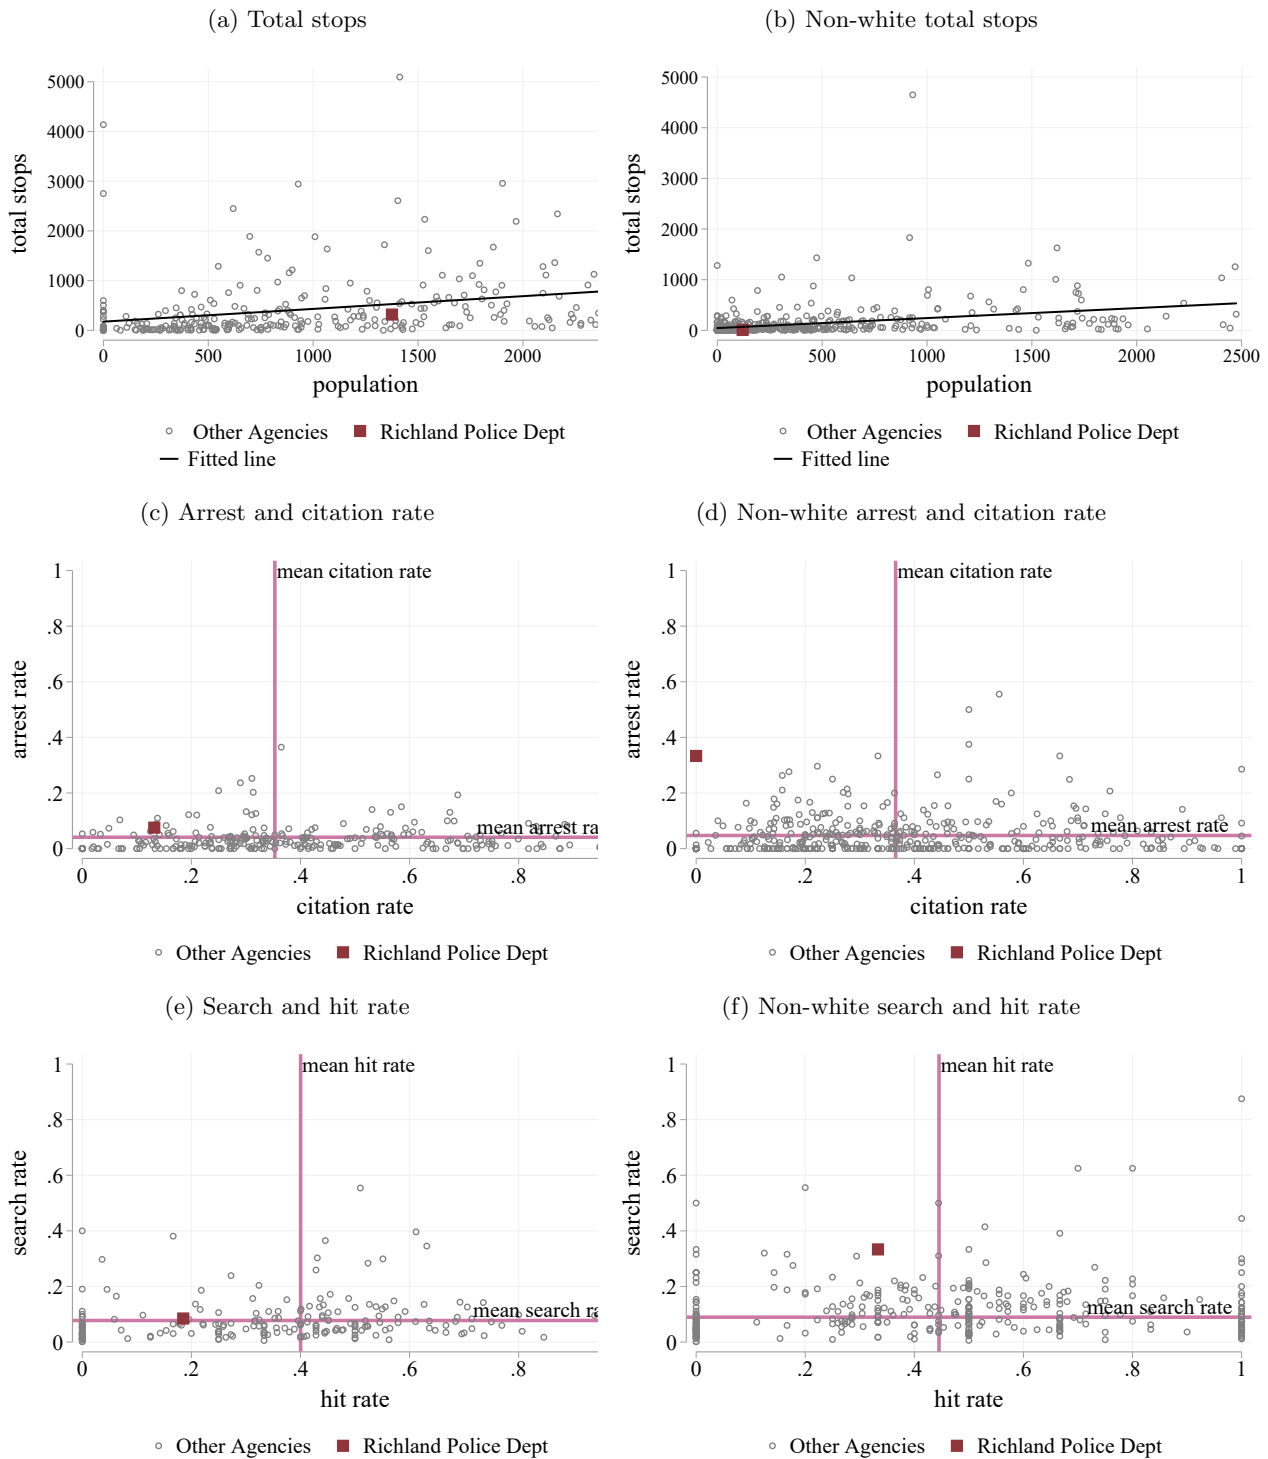 (a) Total stops
total stops
5000
4000
3000
2000
1000
0
0 500 1000 1500 2000
population
Other Agencies Richland Police Dept
Fitted line
(b) Non-white total stops
total stops
5000
4000
3000
2000
1000
0
0 500 1000 1500 2000 2500
population
Other Agencies Richland Police Dept
Fitted line
(c) Arrest and citation rate
arrest rate
1
.8
.6
.4
.2
0
mean citation rate
mean arrest ra
0 .2 .4 .6 .8
citation rate
Other Agencies Richland Police Dept
(d) Non-white arrest and citation rate
arrest rate
1
.8
.6
.4
.2
0
mean citation rate
mean arrest rate
0 .2 .4 .6 .8 1
citation rate
Other Agencies Richland Police Dept
(e) Search and hit rate
search rate
1
.8
.6
.4
.2
0
mean hit rate
mean search ra
0 .2 .4 .6 .8
hit rate
Other Agencies Richland Police Dept
(f) Non-white search and hit rate
search rate
1
.8
.6
.4
.2
0
mean hit rate
mean search rate
0 .2 .4 .6 .8 1
hit rate
Other Agencies Richland Police Dept